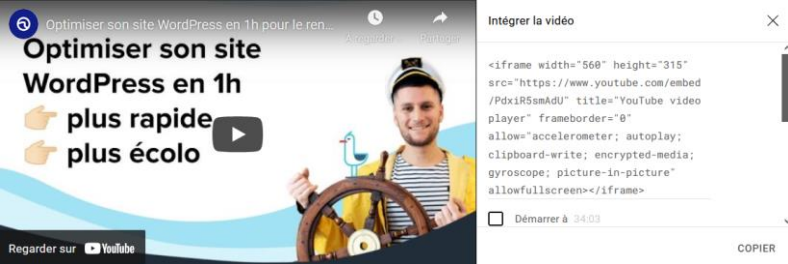 Optimiser son site WordPress en 1h pour le ren...
À regarder...
Partager
Optimiser son site
WordPress en 1h
👉🏻 plus rapide
👉🏻 plus écolo
Regarder sur YouTube
Intégrer la vidéo
<iframe width="560" height="315"
src="https://www.youtube.com/embed
/PdxiR5smAdU" title="YouTube video
player" frameborder="0"
allow="accelerometer; autoplay;
clipboard-write; encrypted-media;
gyroscope; picture-in-picture"
allowfullscreen></iframe>
Démarrer à 34:03
COPIER